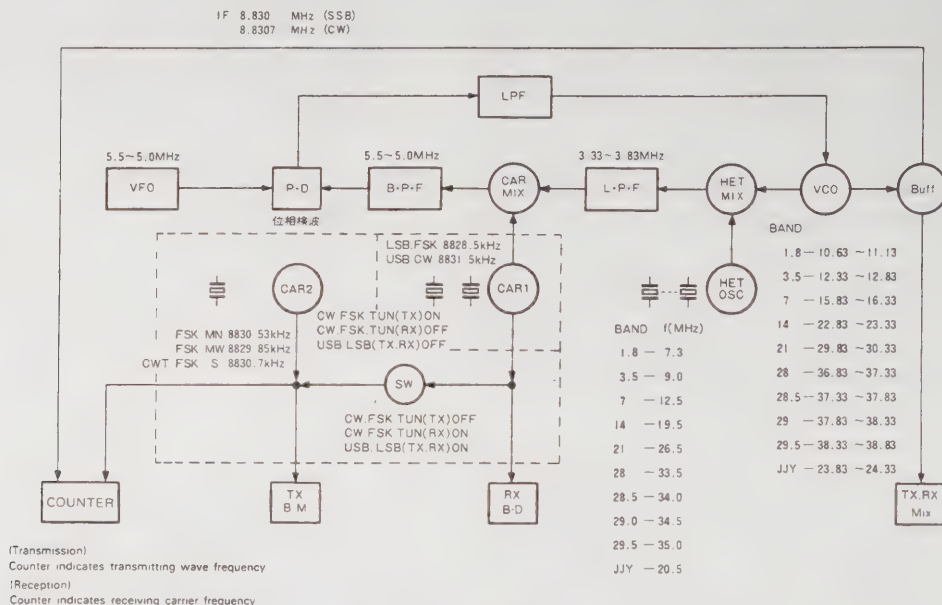 IF 8.830 MHz (SSB)
8.8307 MHz (CW)
LPF
5.5~5.0MHz
VFO
P·D
位相検波
5.5~5.0MHz
B·P·F
CAR
MIX
3.33~3.83MHz
L·P·F
HET
MIX
VCO
Buff
LSB.FSK 8828.5kHz
USB CW 8831.5kHz
CAR2
CAR1
HET
OSC
CW.FSK TUN(TX)ON
CW.FSK.TUN(RX)OFF
USB.LSB(TX.RX)OFF
FSK MN 8830 53kHz
FSK MW 8829 85kHz
CWT FSK S 8830.7kHz
SW
CW.FSK TUN(TX)OFF
CW.FSK TUN(RX)ON
USB.LSB(TX.RX)ON
BAND f(MHz)
1.8 – 7.3
3.5 – 9.0
7 – 12.5
14 – 19.5
21 – 26.5
28 – 33.5
28.5 – 34.0
29.0 – 34.5
29.5 – 35.0
JJY – 20.5
BAND
1.8 – 10.63 ~ 11.13
3.5 – 12.33 ~ 12.83
7 – 15.83 ~ 16.33
14 – 22.83 ~ 23.33
21 – 29.83 ~ 30.33
28 – 36.83 ~ 37.33
28.5 – 37.33 ~ 37.83
29 – 37.83 ~ 38.33
29.5 – 38.33 ~ 38.83
JJY – 23.83 ~ 24.33
COUNTER
TX
B·M
RX
B·D
TX.RX
Mix
(Transmission)
Counter indicates transmitting wave frequency
(Reception)
Counter indicates receiving carrier frequency